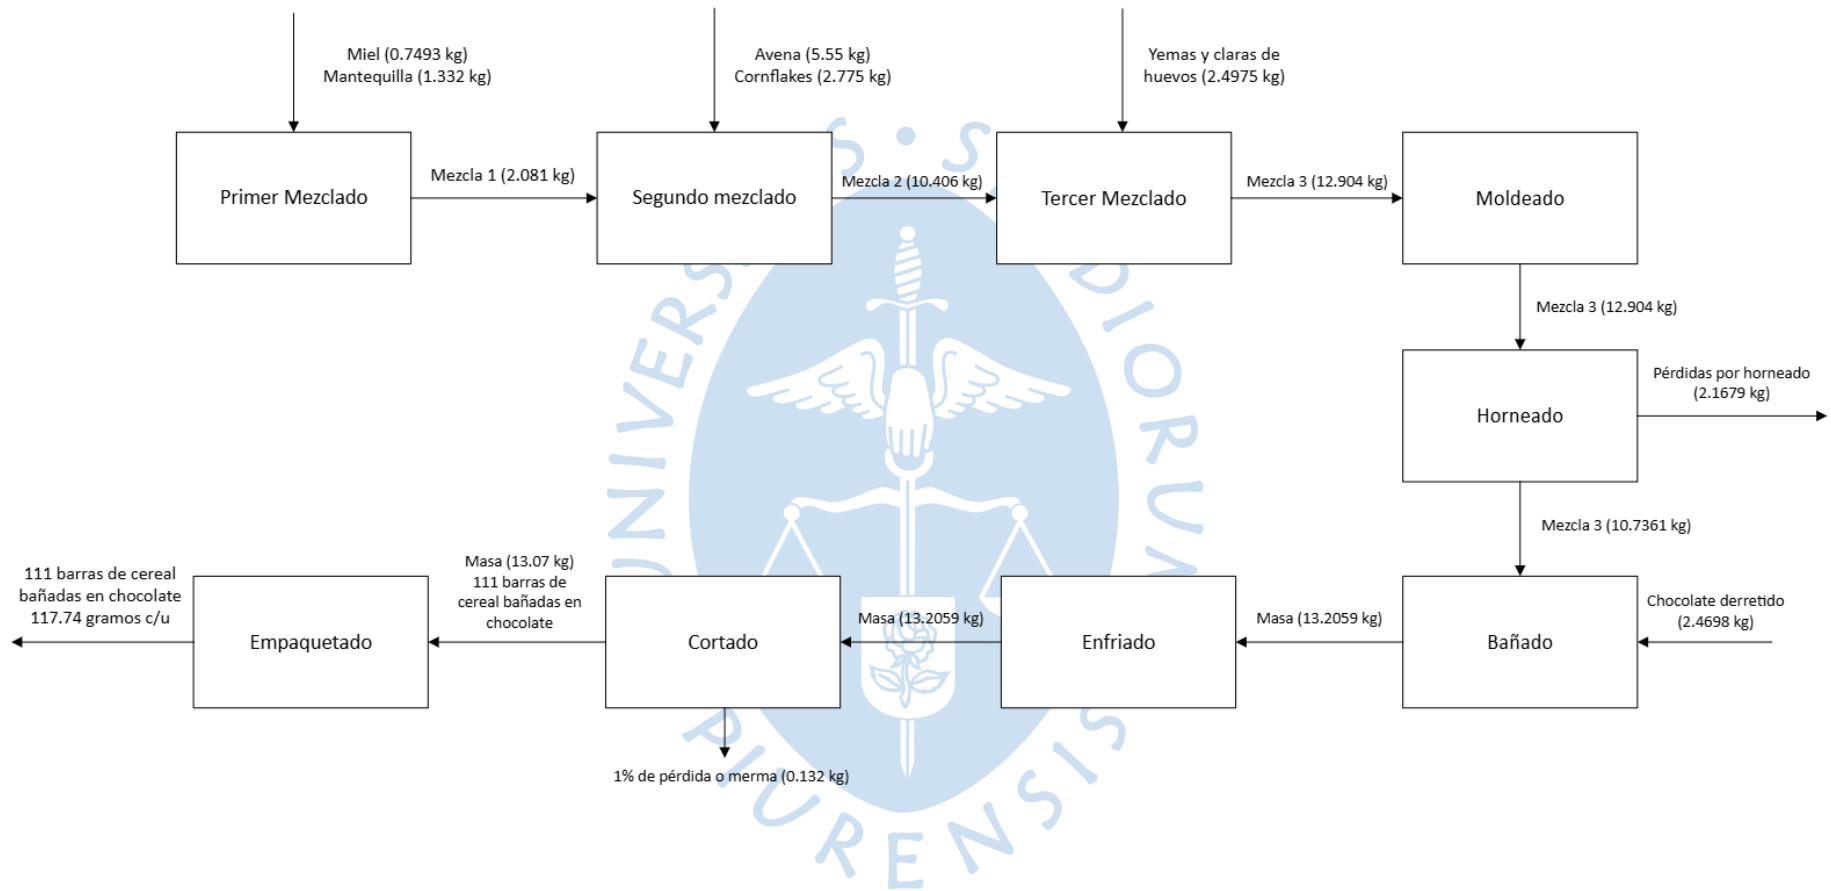 Miel (0.7493 kg)
Mantequilla (1.332 kg)
Avena (5.55 kg)
Cornflakes (2.775 kg)
Yemas y claras de
huevos (2.4975 kg)
Primer Mezclado
Mezcla 1 (2.081 kg)
Segundo mezclado
Mezcla 2 (10.406 kg)
Tercer Mezclado
Mezcla 3 (12.904 kg)
Moldeado
Mezcla 3 (12.904 kg)
Horneado
Pérdidas por horneado
(2.1679 kg)
Mezcla 3 (10.7361 kg)
Bañado
Chocolate derretido
(2.4698 kg)
Masa (13.2059 kg)
Enfriado
Masa (13.2059 kg)
Cortado
1% de pérdida o merma (0.132 kg)
Masa (13.07 kg)
111 barras de
cereal bañadas en
chocolate
Empaquetado
111 barras de cereal
bañadas en chocolate
117.74 gramos c/u
PIURENSIS